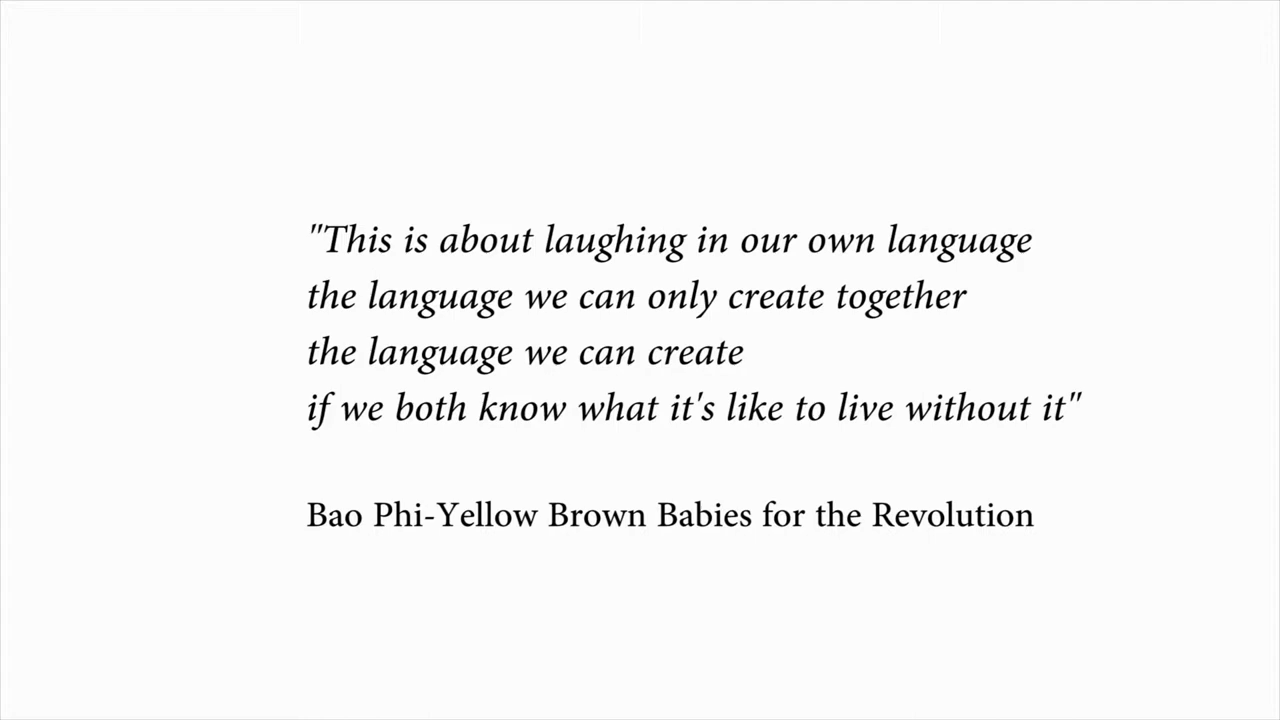 "This is about laughing in our own language
the language we can only create together
the language we can create
if we both know what it's like to live without it"
Bao Phi-Yellow Brown Babies for the Revolution